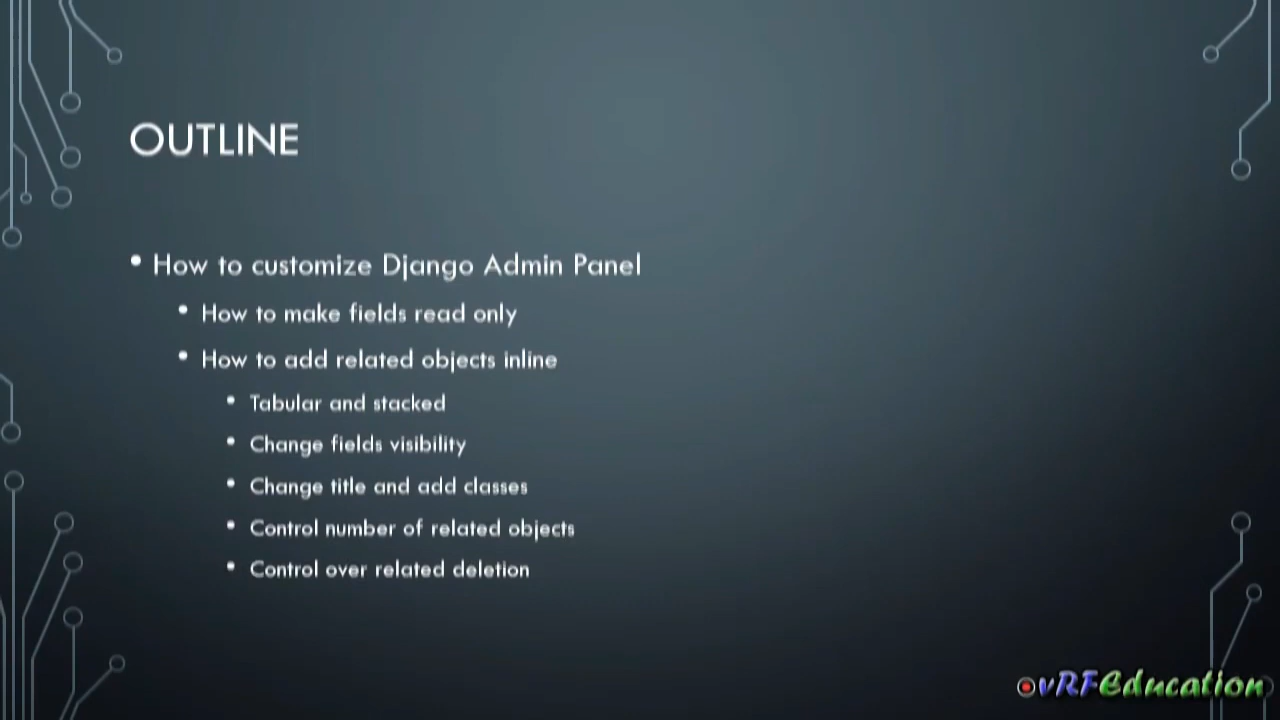 OUTLINE
• How to customize Django Admin Panel
• How to make fields read only
• How to add related objects inline
• Tabular and stacked
• Change fields visibility
• Change title and add classes
• Control number of related objects
• Control over related deletion
vRFEducation